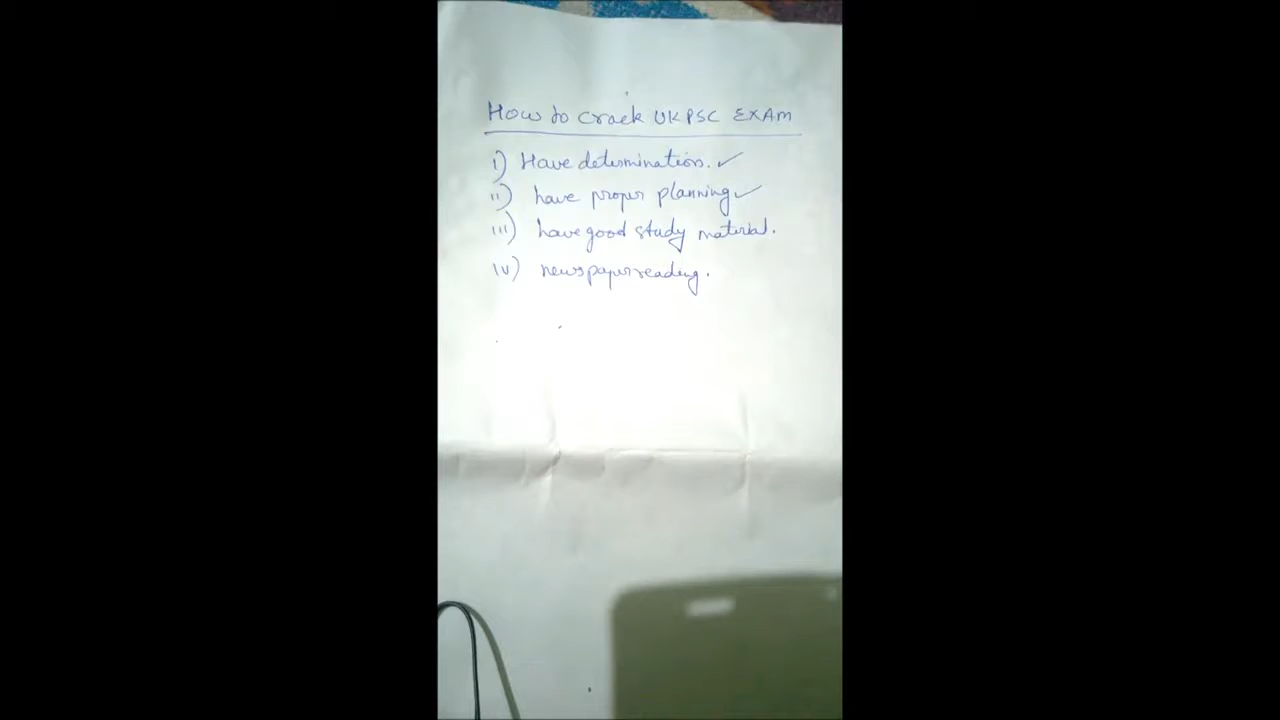 How to crack UKPSC EXAM
i) Have determination. ✓
ii) have proper planning ✓
iii) have good study material.
iv) newspaper reading.